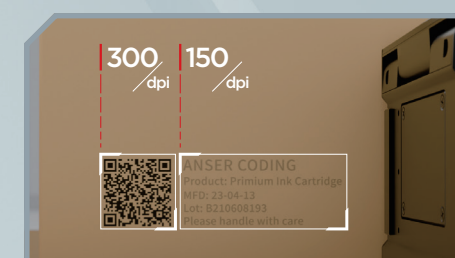 300/dpi
150/dpi
ANSER CODING
Product: Primium Ink Cartridge
MFD: 23-04-13
Lot: B210608193
Please handle with care